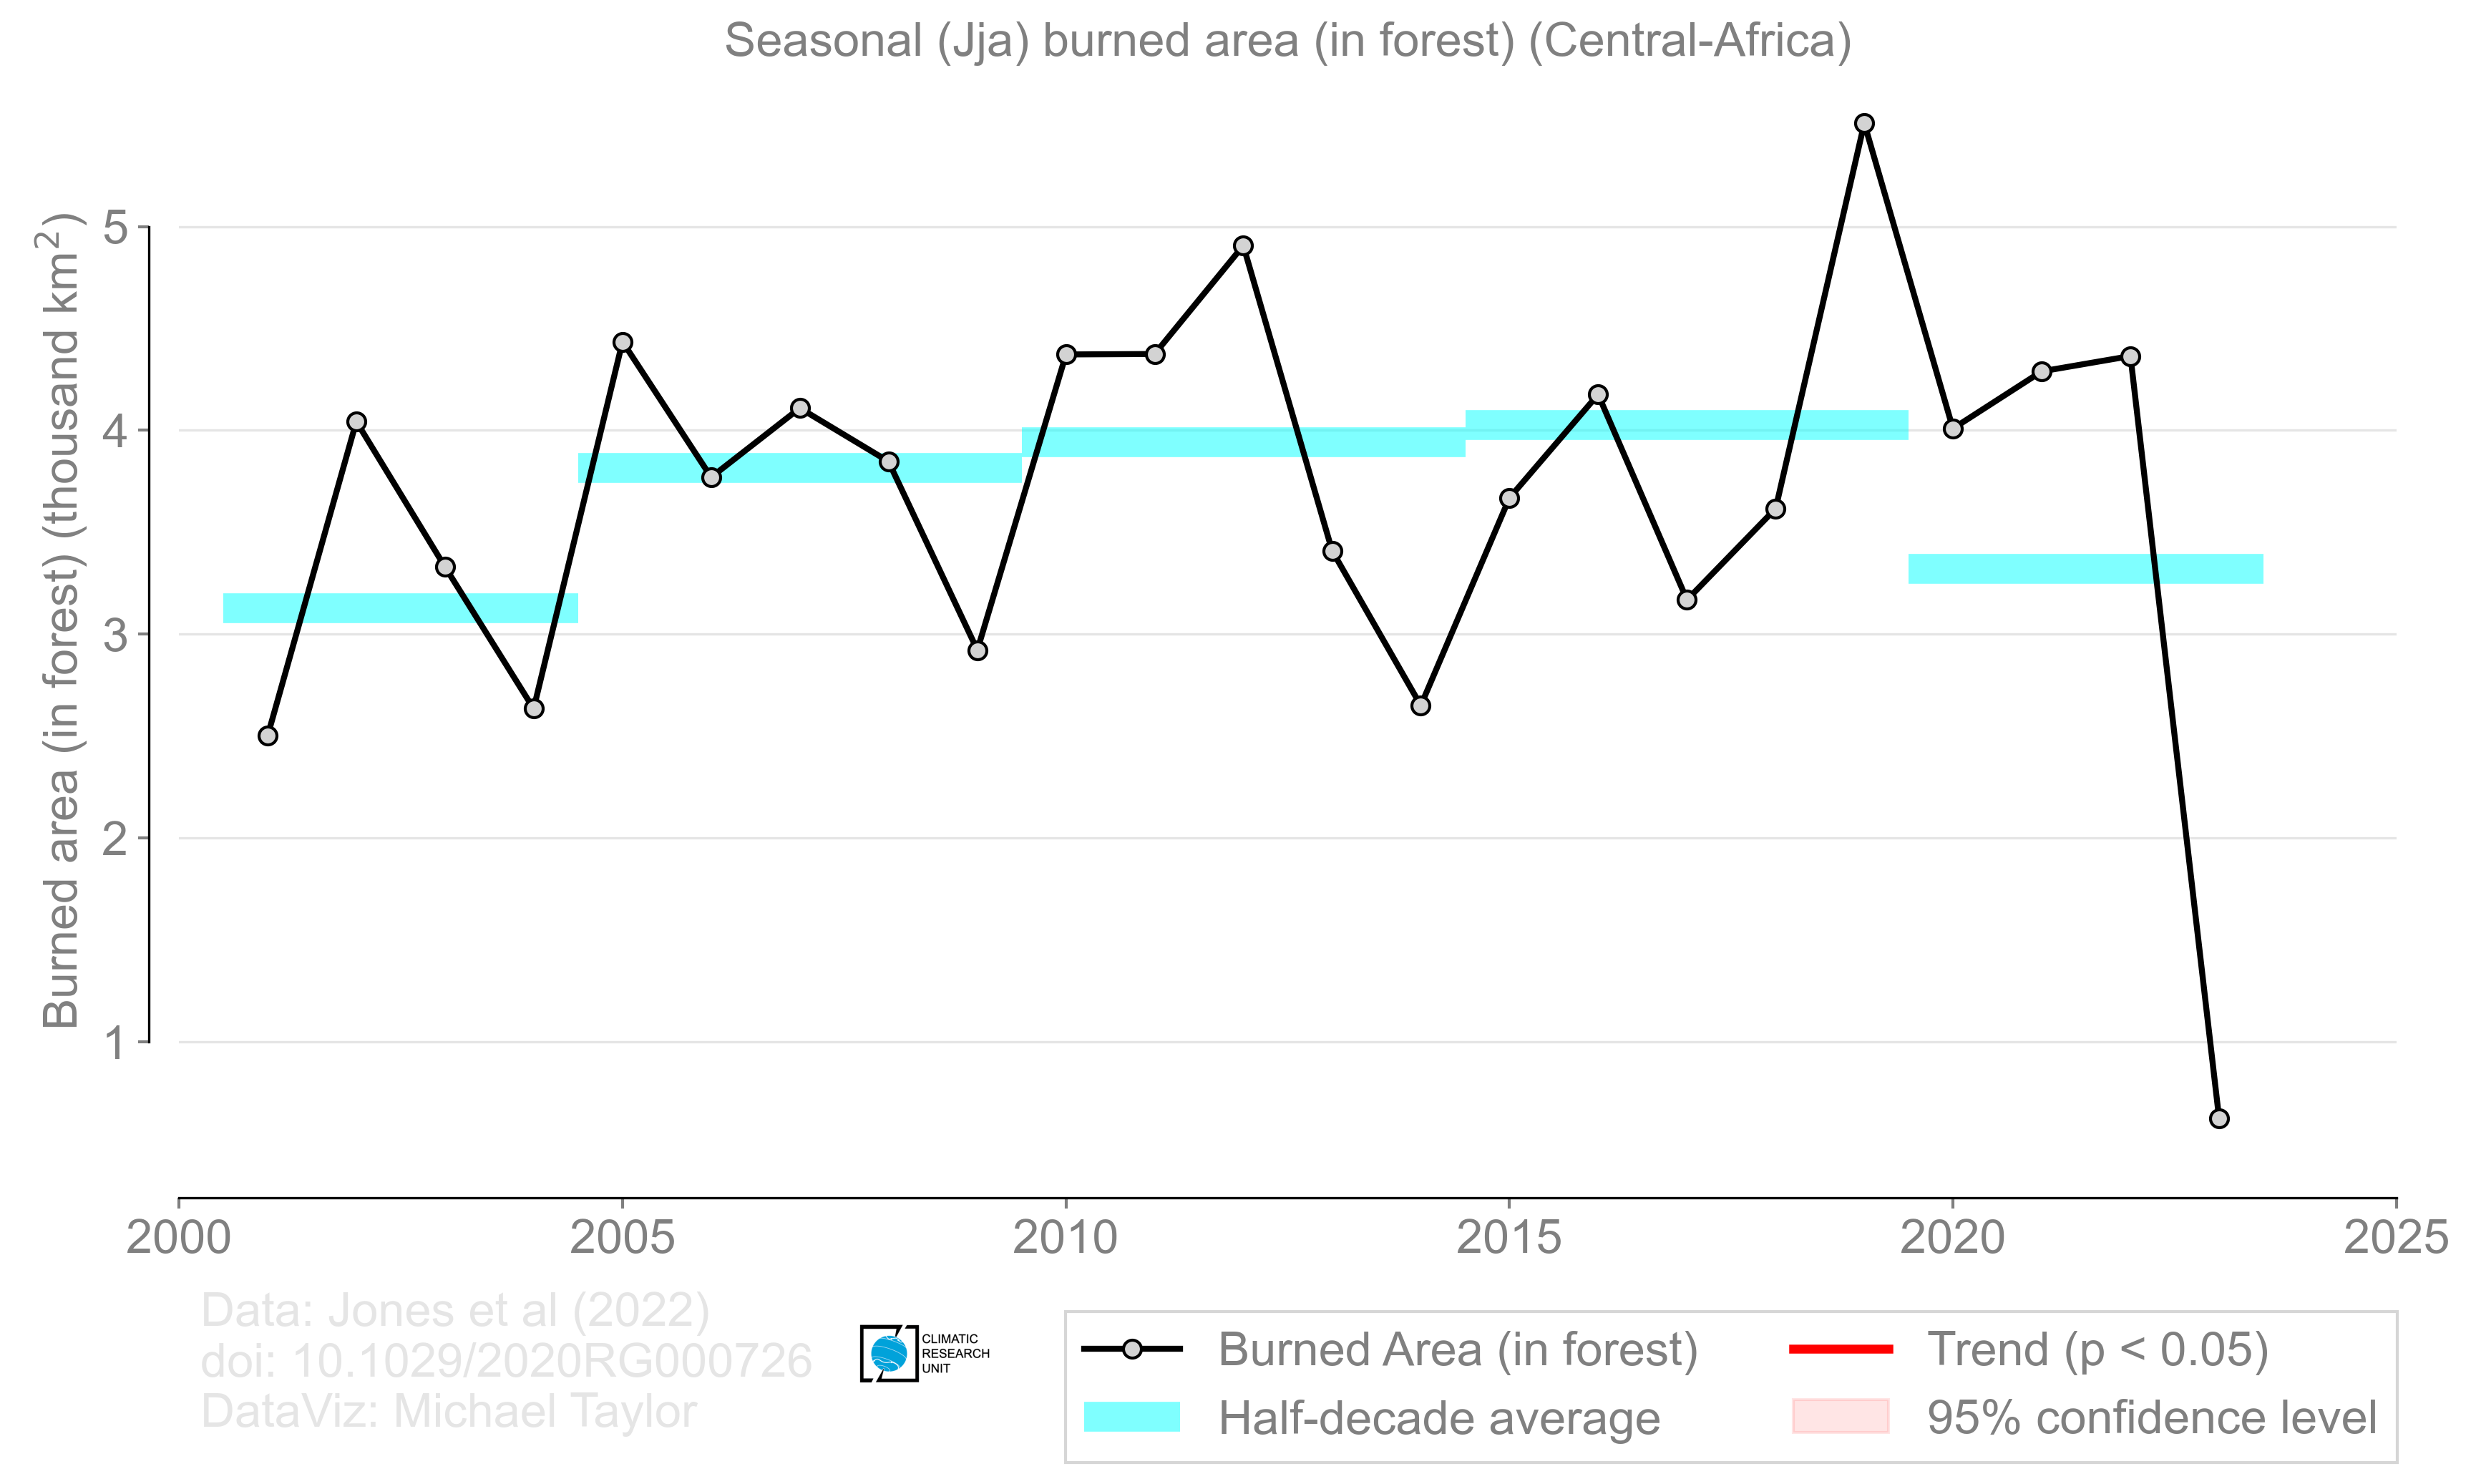 Seasonal (Jja) burned area (in forest) (Central-Africa)
Burned area (in forest) (thousand km²)
5
4
3
2
1
2000
2005
2010
2015
2020
2025
Data: Jones et al (2022)
doi: 10.1029/2020RG000726
DataViz: Michael Taylor
CLIMATIC
RESEARCH
UNIT
Burned Area (in forest)
Half-decade average
Trend (p < 0.05)
95% confidence level